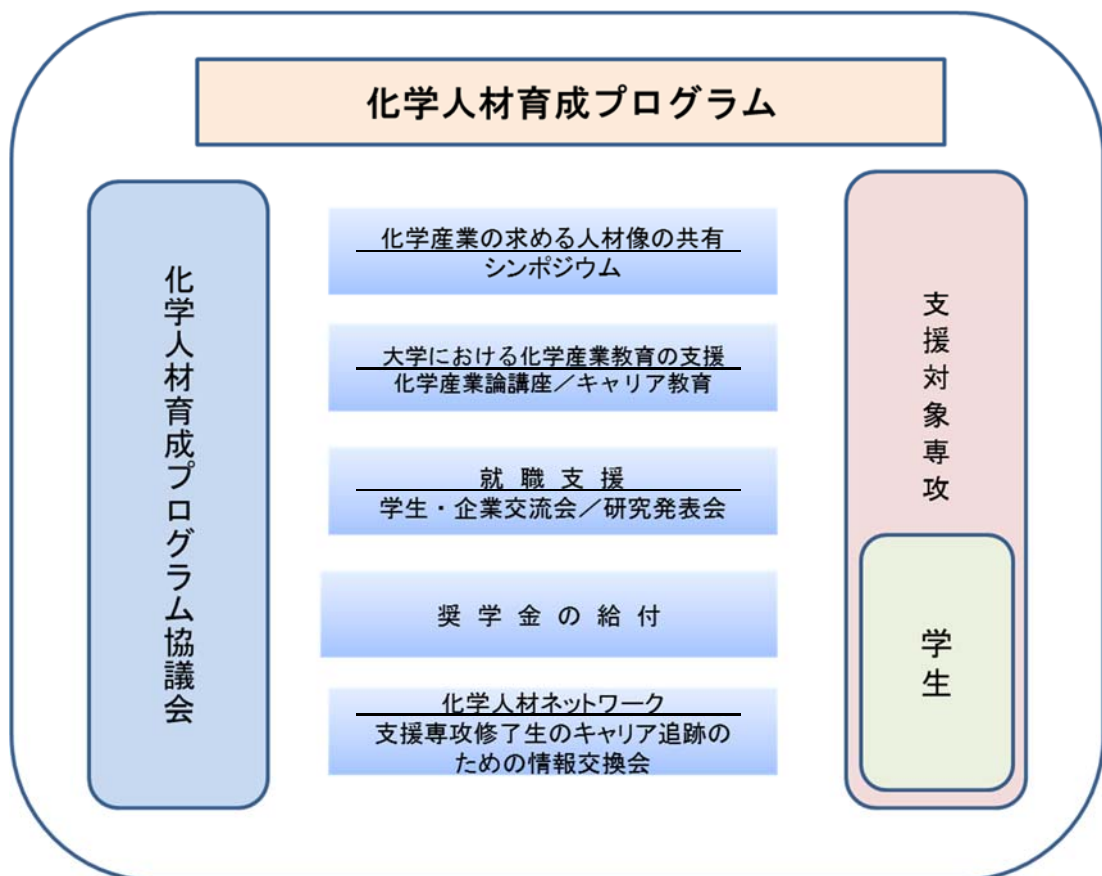 化学人材育成プログラム
化学人材育成プログラム協議会
化学産業の求める人材像の共有
シンポジウム
大学における化学産業教育の支援
化学産業論講座／キャリア教育
就職支援
学生・企業交流会／研究発表会
奨学金の給付
化学人材ネットワーク
支援専攻修了生のキャリア追跡の
ための情報交換会
支援対象専攻
学生